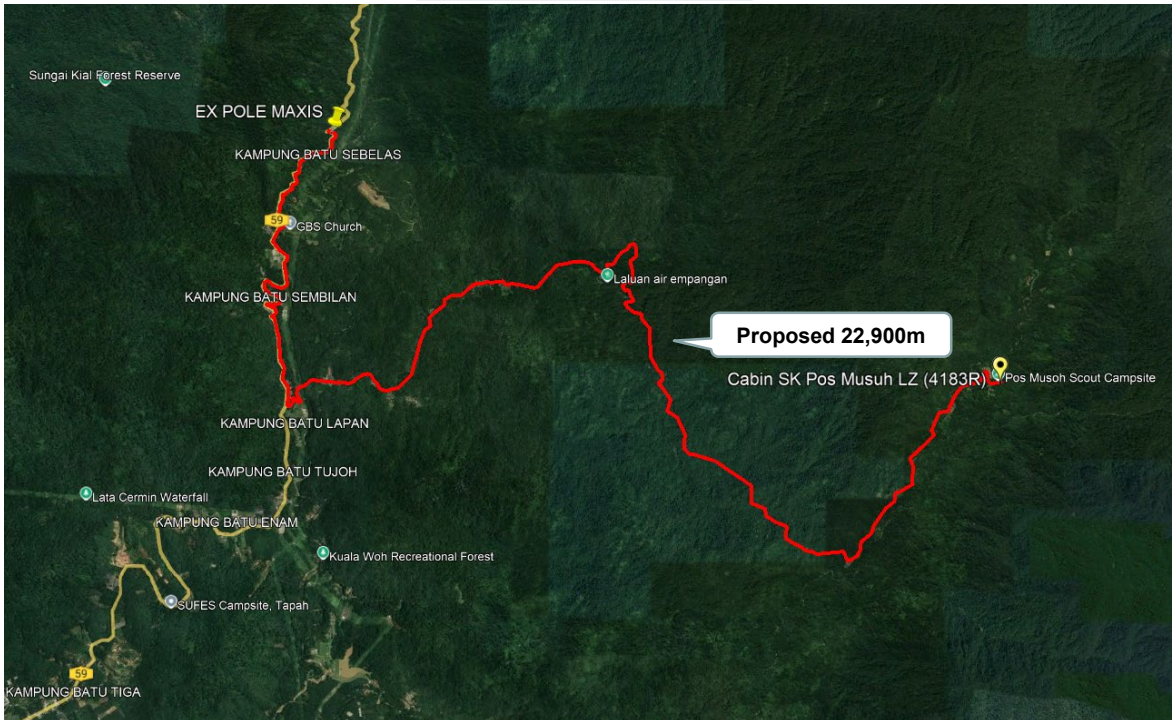 Sungai Kial Forest Reserve
EX POLE MAXIS
KAMPUNG BATU SEBELAS
59
GBS Church
Laluan air empangan
KAMPUNG BATU SEMBILAN
Proposed 22,900m
Cabin SK Pos Musuh LZ (4183R)
Pos Musoh Scout Campsite
KAMPUNG BATU LAPAN
KAMPUNG BATU TUJOH
Lata Cermin Waterfall
KAMPUNG BATU ENAM
Kuala Woh Recreational Forest
SUFES Campsite, Tapah
59
KAMPUNG BATU TIGA